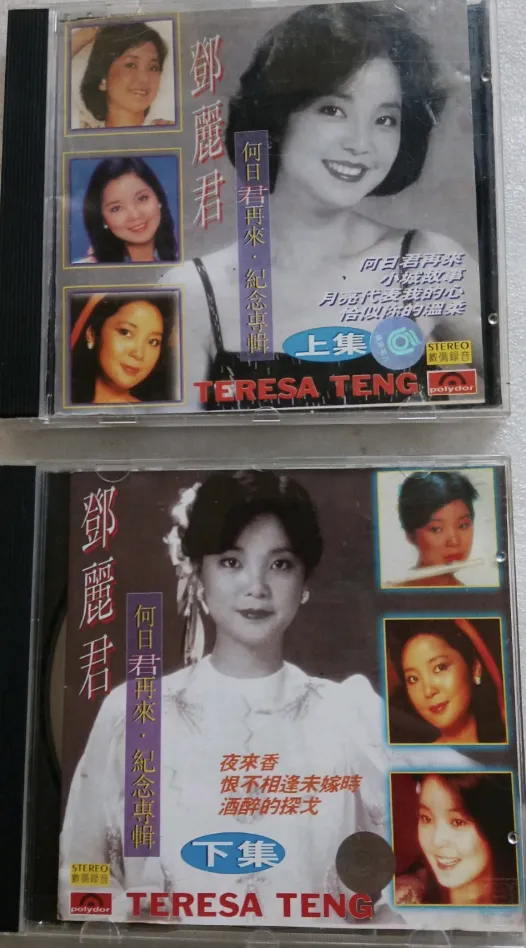 鄧麗君
何日君再來·紀念專輯
何日君再來
小城故事
月亮代表我的心
恰似你的溫柔
上集
STEREO
數碼録音
TERESA TENG
polydor
鄧麗君
何日君再來·紀念專輯
夜來香
恨不相逢未嫁時
酒醉的探戈
下集
STEREO
數碼録音
polydor
TERESA TENG